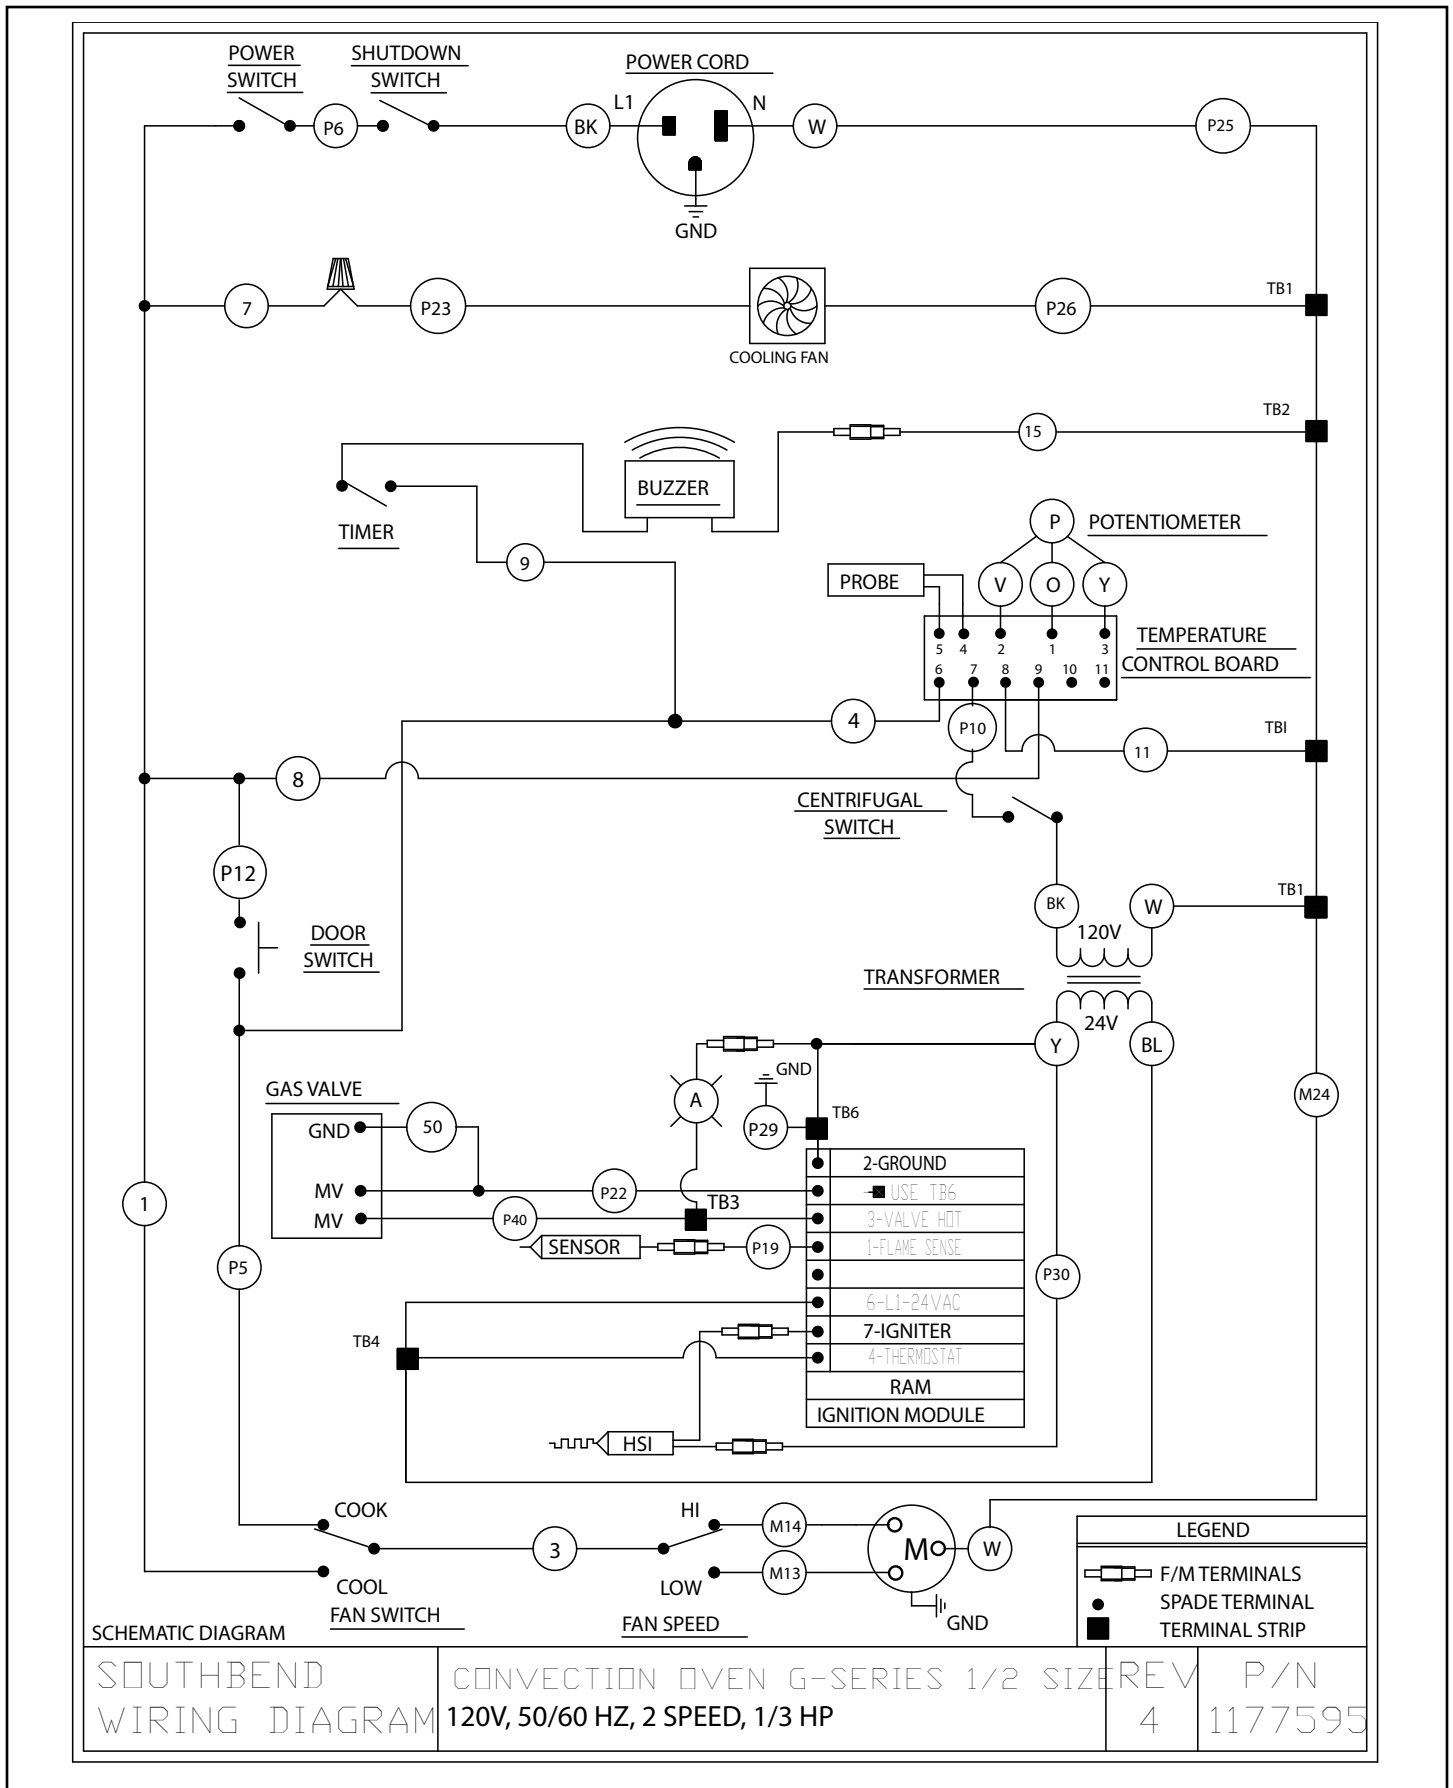 POWER
SWITCH
SHUTDOWN
SWITCH
POWER CORD
L1
N
P6
BK
W
P25
GND
7
P23
COOLING FAN
P26
TB1
TB2
15
BUZZER
TIMER
9
P
POTENTIOMETER
PROBE
V
O
Y
5 4 2 1 3
TEMPERATURE
CONTROL BOARD
6 7 8 9 10 11
4
P10
11
TBI
8
CENTRIFUGAL
SWITCH
P12
DOOR
SWITCH
BK
W
TB1
120V
TRANSFORMER
24V
Y
BL
GND
GAS VALVE
A
M24
GND
50
P29
TB6
2-GROUND
MV
P22
USE TB6
1
MV
P40
TB3
3-VALVE HOT
SENSOR
P19
1-FLAME SENSE
P5
P30
6-L1-24VAC
TB4
7-IGNITER
4-THERMOSTAT
RAM
IGNITION MODULE
HSI
COOK
HI
M14
LEGEND
3
M
W
COOL
LOW
M13
F/M TERMINALS
FAN SWITCH
FAN SPEED
GND
SPADE TERMINAL
TERMINAL STRIP
SCHEMATIC DIAGRAM
SOUTHBEND
WIRING DIAGRAM
CONVECTION OVEN G-SERIES 1/2 SIZE
120V, 50/60 HZ, 2 SPEED, 1/3 HP
REV
4
P/N
1177595